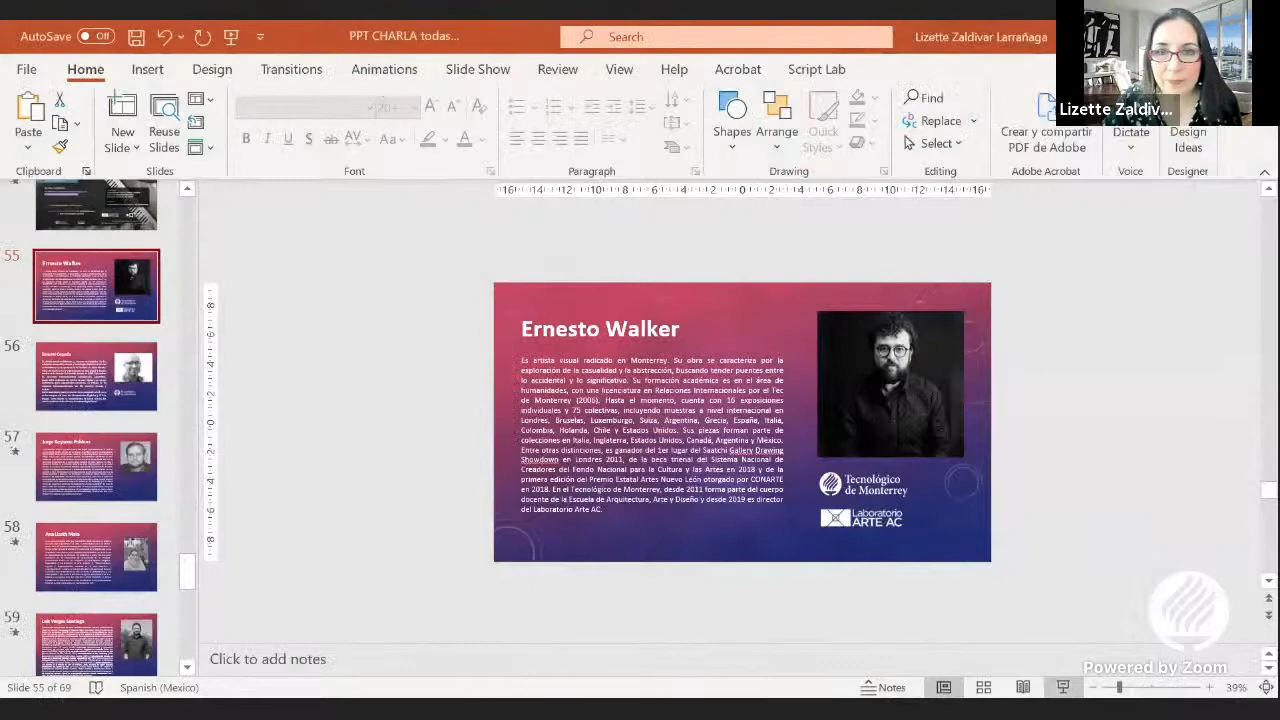 AutoSave
Off
PPT CHARLA todas...
Search
Lizette Zaldivar Larrañaga
Lizette Zaldiv...
File
Home
Insert
Design
Transitions
Animations
Slide Show
Review
View
Help
Acrobat
Script Lab
Paste
New
Slide
Reuse
Slides
20
Shapes
Arrange
Quick
Styles
Find
Replace
Select
Crear y compartir
PDF de Adobe
Dictate
Design
Ideas
Clipboard
Slides
Font
Paragraph
Drawing
Editing
Adobe Acrobat
Voice
Designer
55
56
57
58
59
Ernesto Walker
Es artista visual radicado en Monterrey. Su obra se caracteriza por la
exploración de la casualidad y la abstracción, buscando tender puentes entre
lo accidental y lo significativo. Su formación académica es en el área de
humanidades, con una licenciatura en Relaciones Internacionales por el Tec
de Monterrey (2006). Hasta el momento, cuenta con 16 exposiciones
individuales y 75 colectivas, incluyendo muestras a nivel internacional en
Londres, Bruselas, Luxemburgo, Suiza, Argentina, Grecia, España, Italia,
Colombia, Holanda, Chile y Estados Unidos. Sus piezas forman parte de
colecciones en Italia, Inglaterra, Estados Unidos, Canadá, Argentina y México.
Entre otras distinciones, es ganador del 1er lugar del Saatchi Gallery Drawing
Showdown en Londres 2011, de la beca trienal del Sistema Nacional de
Creadores del Fondo Nacional para la Cultura y las Artes en 2018 y de la
primera edición del Premio Estatal Artes Nuevo León otorgado por CONARTE
en 2018. En el Tecnológico de Monterrey, desde 2011 forma parte del cuerpo
docente de la Escuela de Arquitectura, Arte y Diseño y desde 2019 es director
del Laboratorio Arte AC.
Tecnológico
de Monterrey
Laboratorio
ARTE AC
Click to add notes
Powered by Zoom
Slide 55 of 69
Spanish (Mexico)
Notes
39%